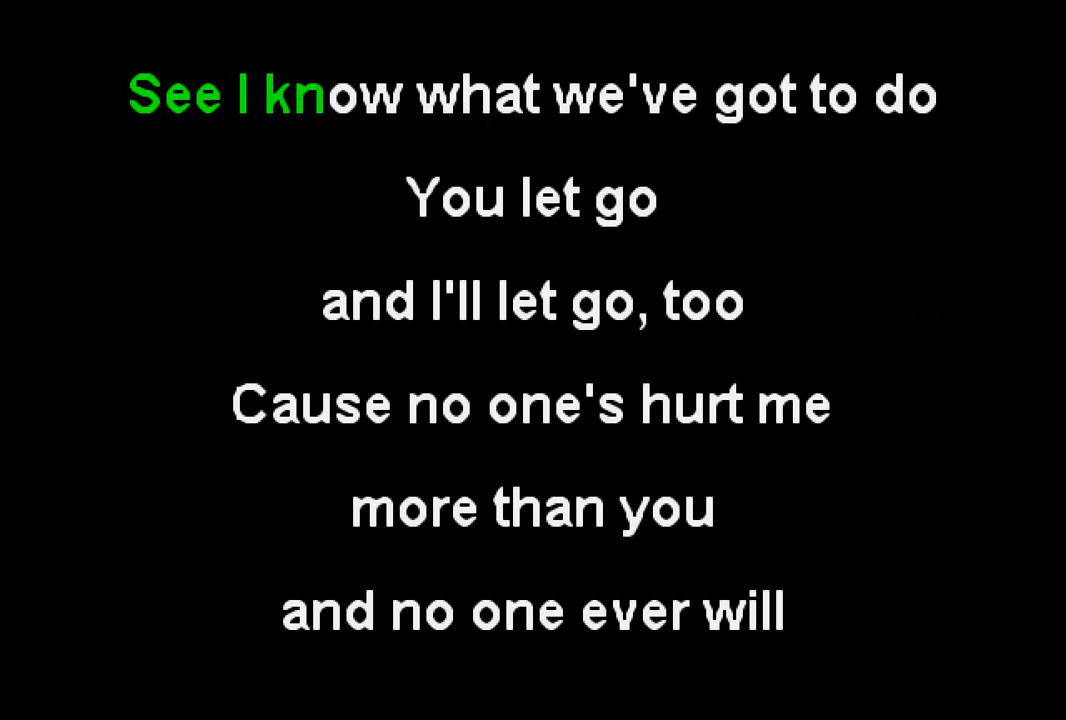 See I know what we've got to do
You let go
and I'll let go, too
Cause no one's hurt me
more than you
and no one ever will